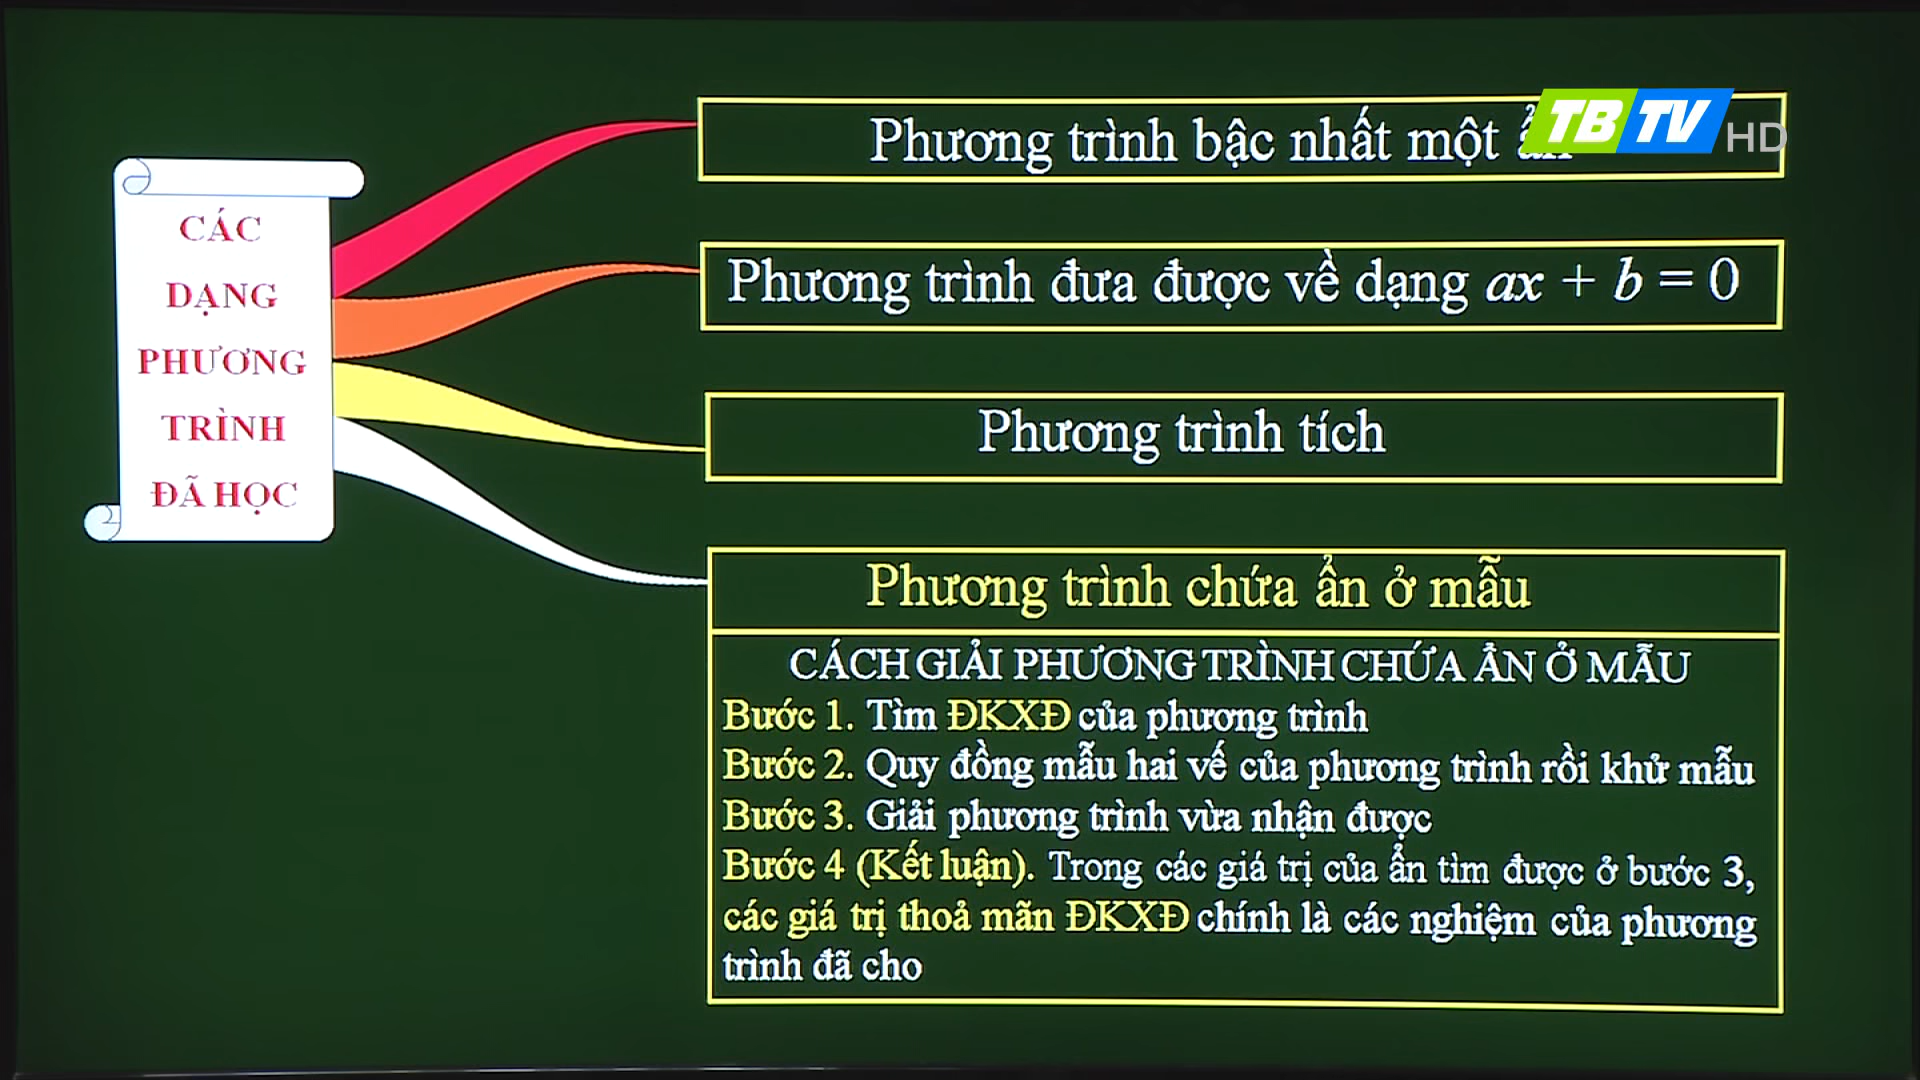 CÁC
DẠNG
PHƯƠNG
TRÌNH
ĐÃ HỌC
Phương trình bậc nhất một ẩn
TBTV HD
Phương trình đưa được về dạng ax + b = 0
Phương trình tích
Phương trình chứa ẩn ở mẫu
CÁCH GIẢI PHƯƠNG TRÌNH CHỨA ẨN Ở MẪU
Bước 1. Tìm ĐKXĐ của phương trình
Bước 2. Quy đồng mẫu hai vế của phương trình rồi khử mẫu
Bước 3. Giải phương trình vừa nhận được
Bước 4 (Kết luận). Trong các giá trị của ẩn tìm được ở bước 3,
các giá trị thoả mãn ĐKXĐ chính là các nghiệm của phương
trình đã cho